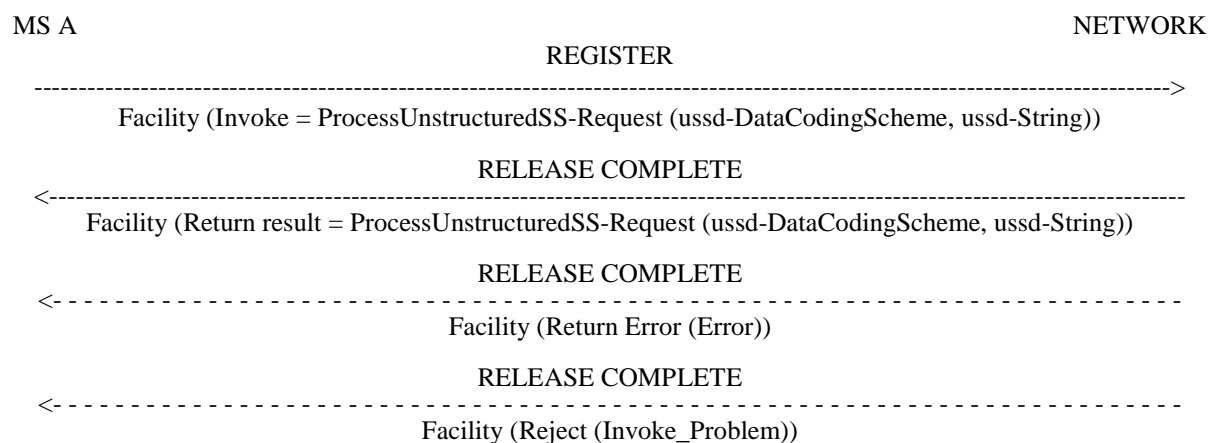 MS A NETWORK
REGISTER
Facility (Invoke = ProcessUnstructuredSS-Request (ussd-DataCodingScheme, ussd-String))
RELEASE COMPLETE
Facility (Return result = ProcessUnstructuredSS-Request (ussd-DataCodingScheme, ussd-String))
RELEASE COMPLETE
Facility (Return Error (Error))
RELEASE COMPLETE
Facility (Reject (Invoke_Problem))